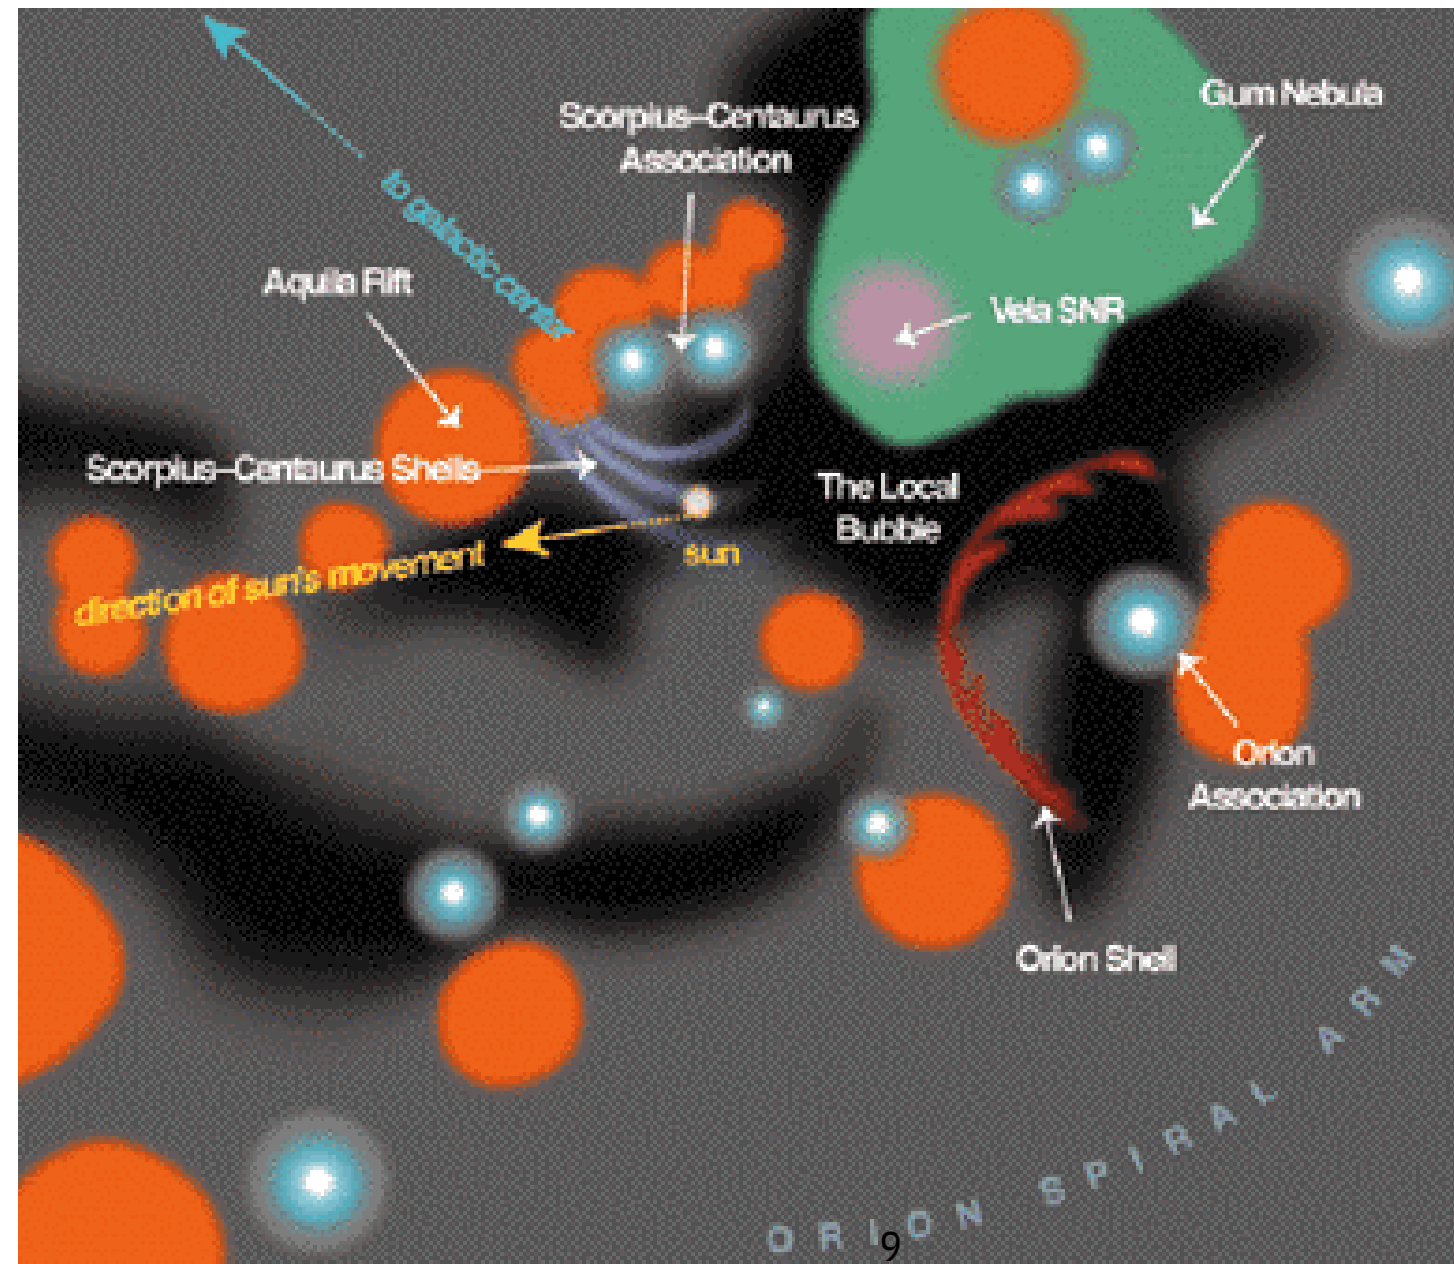 Gum Nebula
Scorpius–Centaurus
Association
to galactic center
Aquila Rift
Vela SNR
Scorpius–Centaurus Shells
The Local
Bubble
sun
direction of sun's movement
Orion
Association
Orion Shell
ORION SPIRAL ARM
9